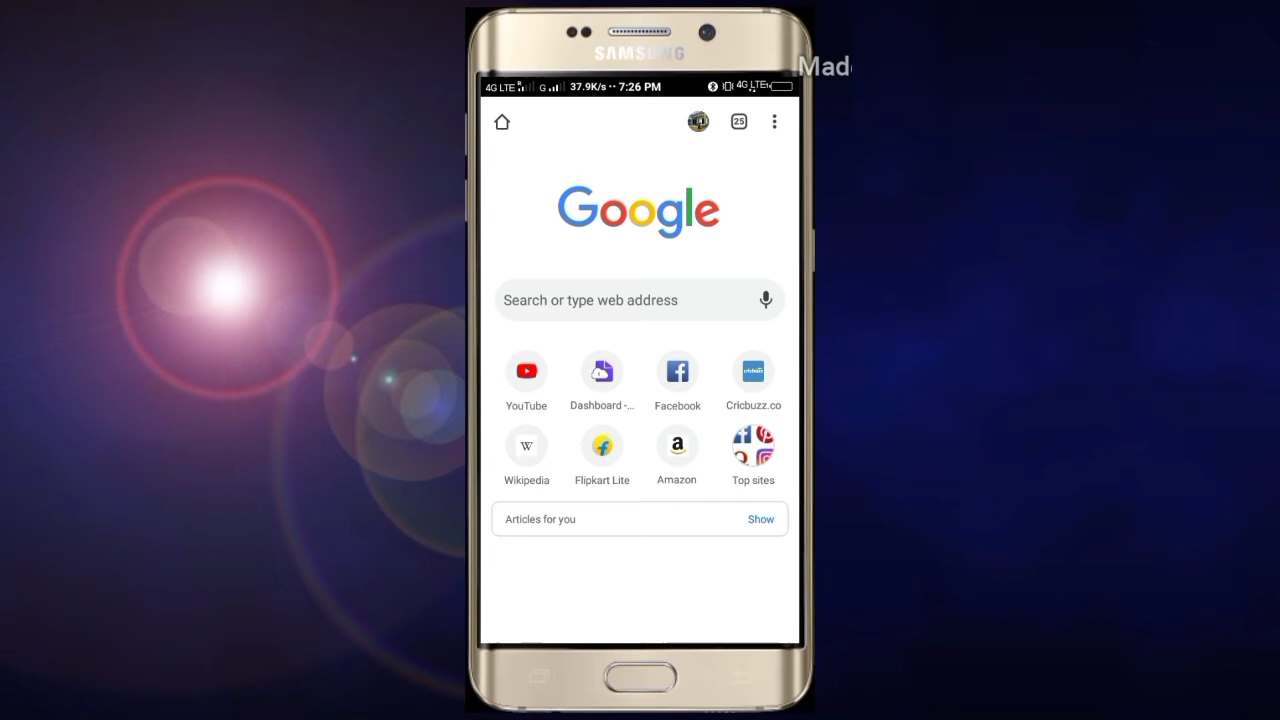 SAMSUNG
Mad
4G LTE R G 37.9K/s ·· 7:26 PM 4G LTE
25
Google
Search or type web address
YouTube Dashboard -... Facebook Cricbuzz.co
cricbuzz
W f a
Wikipedia Flipkart Lite Amazon Top sites
Articles for you Show